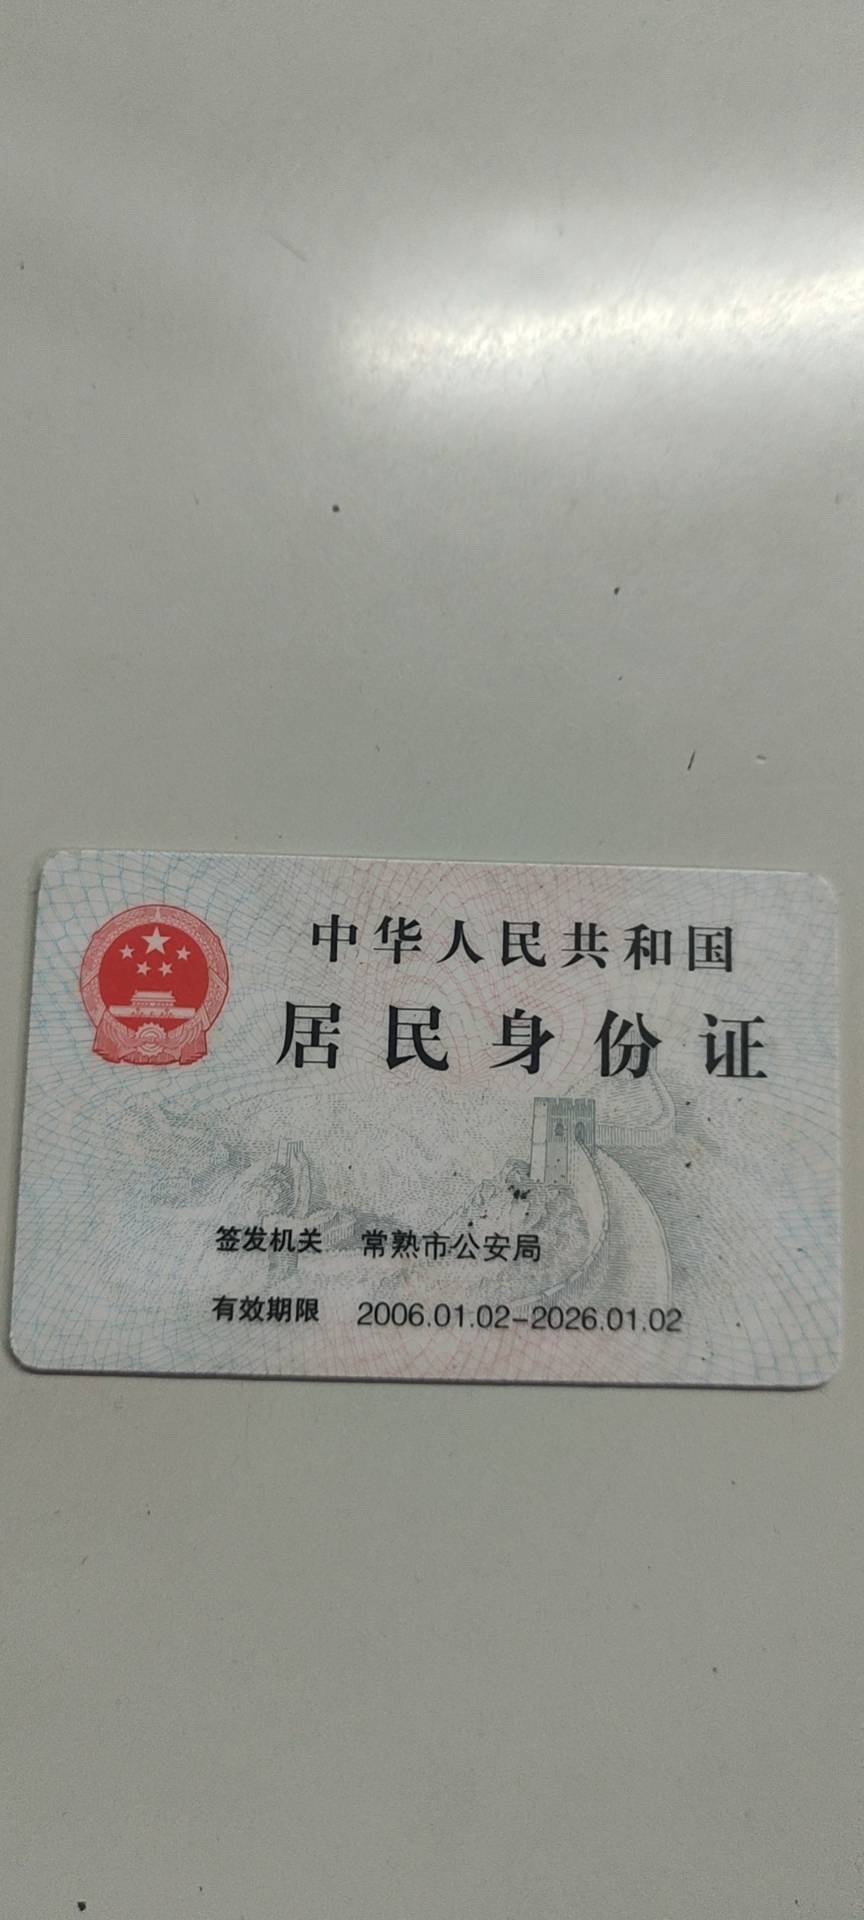 中华人民共和国
居民身份证
签发机关 常熟市公安局
有效期限 2006.01.02-2026.01.02